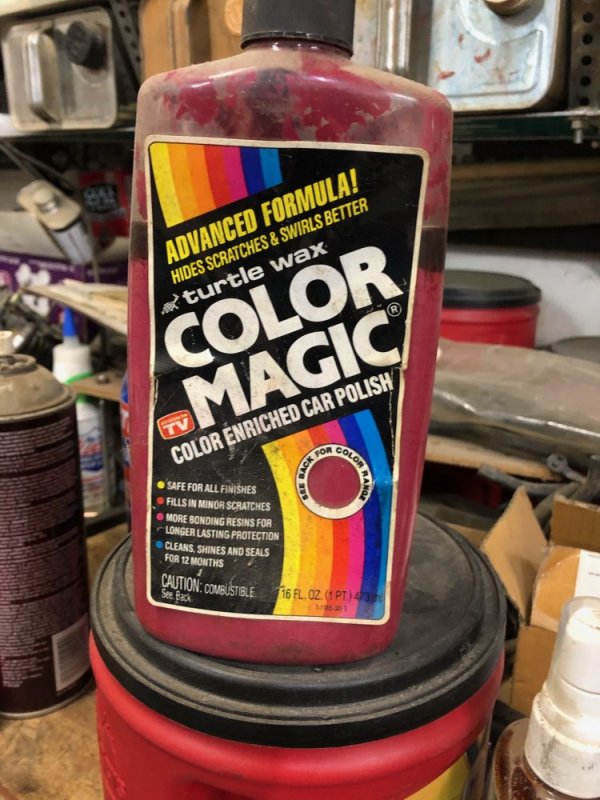 ADVANCED FORMULA!
HIDES SCRATCHES & SWIRLS BETTER
turtle wax
COLOR
MAGIC®
TV
COLOR ENRICHED CAR POLISH
SEE BACK FOR COLOR RANGE
SAFE FOR ALL FINISHES
FILLS IN MINOR SCRATCHES
MORE BONDING RESINS FOR
LONGER LASTING PROTECTION
CLEANS, SHINES AND SEALS
FOR 12 MONTHS
CAUTION: COMBUSTIBLE
See Back
16 FL. OZ. (1 PT.) 473 ml